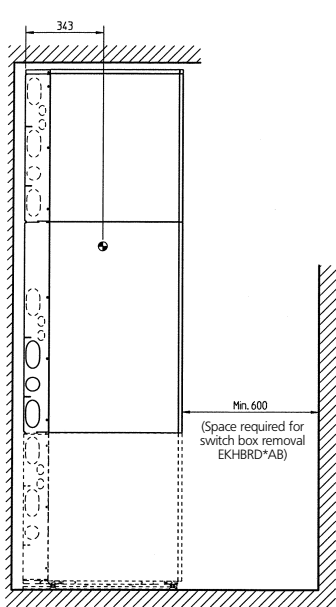 343
Min. 600
(Space required for
switch box removal
EKHBRD*AB)